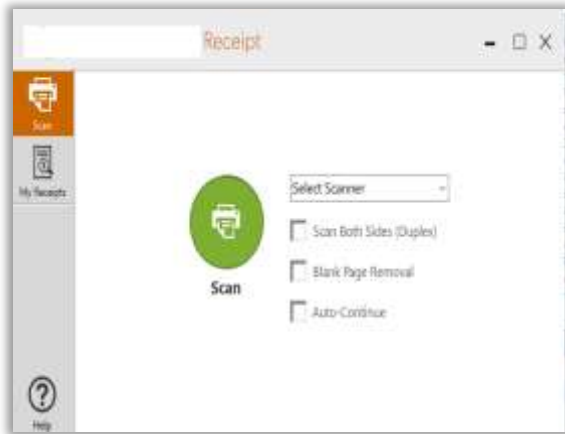 Receipt
Scan
My Receipts
Select Scanner
Scan Both Sides (Duplex)
Blank Page Removal
Auto-Continue
Scan
Help